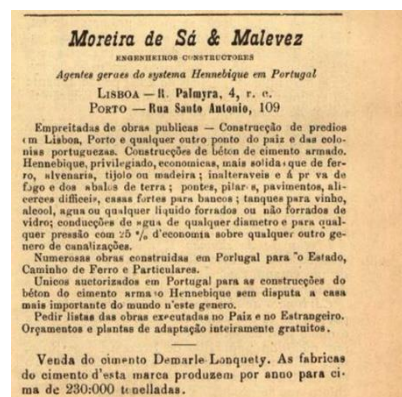 Moreira de Sá & Malevez
ENGENHEIROS CONSTRUCTORES
Agentes geraes do systema Hennebique em Portugal
LISBOA — R. Palmyra, 4, r. c.
PORTO — Rua Santo Antonio, 109
Empreitadas de obras publicas — Construcção de predios
em Lisboa, Porto e qualquer outro ponto do paiz e das colo-
nias portuguezas. Construcções de béton de cimento armado.
Hennebique, privilegiado, economicas, mais solidas que de fer-
ro, alvenaria, tijolo ou madeira; inalteraveis e á prova de
fogo e dos abalos de terra; pontes, pilares, pavimentos, ali-
cerces difficeis, casas fortes para bancos; tanques para vinho,
alcool, agua ou qualquer liquido forrados ou não forrados de
vidro; conducções de agua de qualquer diametro e para qual-
quer pressão com 25 % d'economia sobre qualquer outro ge-
nero de canalizações.
Numerosas obras construidas em Portugal para o Estado,
Caminho de Ferro e Particulares.
Unicos auctorizados em Portugal para as construcções do
béton do cimento armado Hennebique sem disputa a casa
mais importante do mundo n'este genero.
Pedir listas das obras executadas no Paiz e no Estrangeiro.
Orçamentos e plantas de adaptação inteiramente gratuitos.
Venda do cimento Demarle Lonquety. As fabricas
do cimento d'esta marca produzem por anno para ci-
ma de 230:000 tonelladas.